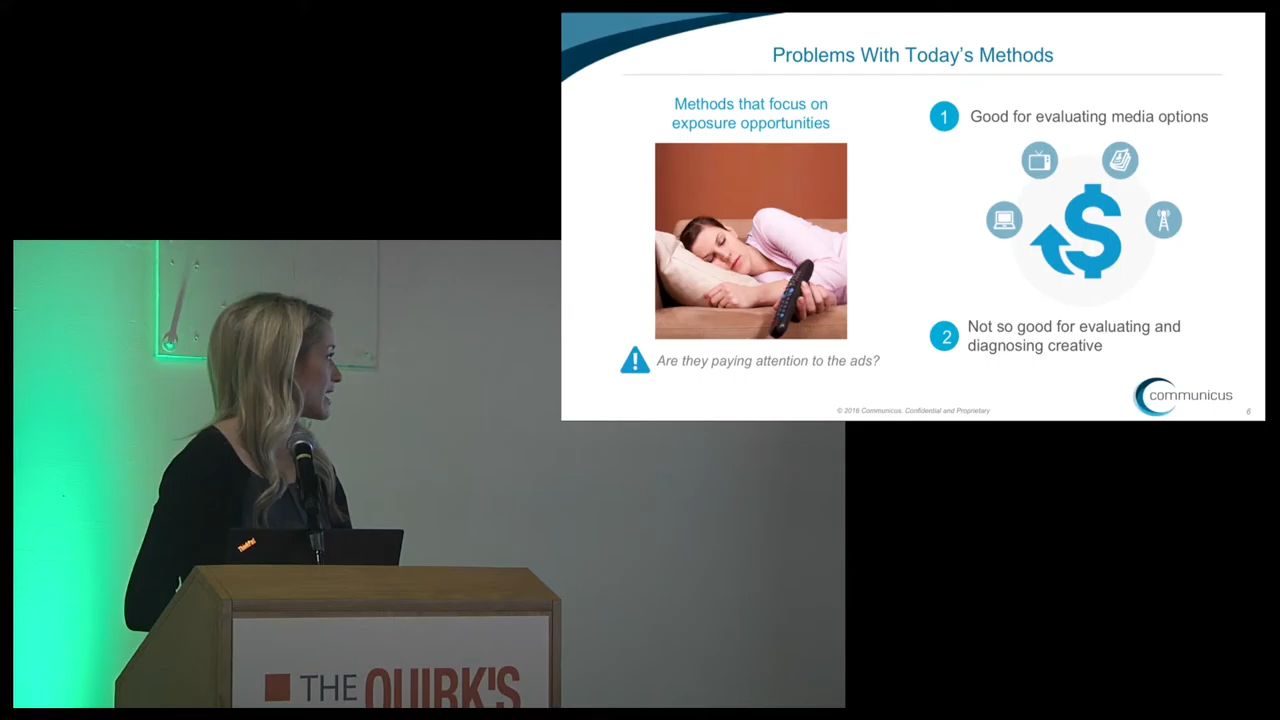 Problems With Today's Methods
Methods that focus on
exposure opportunities
Are they paying attention to the ads?
1 Good for evaluating media options
$
2 Not so good for evaluating and
diagnosing creative
communicus
© 2016 Communicus. Confidential and Proprietary
6
ThinkPad
THE QUIRK'S